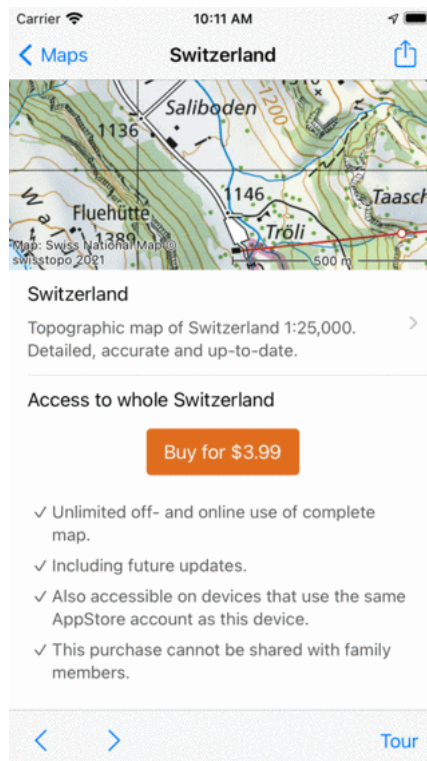 Carrier 10:11 AM
Maps Switzerland
Saliboden
1200
1136
1146
Taasch
Fluehütte
Wa
1389
Tröli
Map: Swiss National Map ©
swisstopo 2021
500 m
Switzerland
Topographic map of Switzerland 1:25,000.
Detailed, accurate and up-to-date.
Access to whole Switzerland
Buy for $3.99
✓ Unlimited off- and online use of complete
map.
✓ Including future updates.
✓ Also accessible on devices that use the same
AppStore account as this device.
✓ This purchase cannot be shared with family
members.
Tour